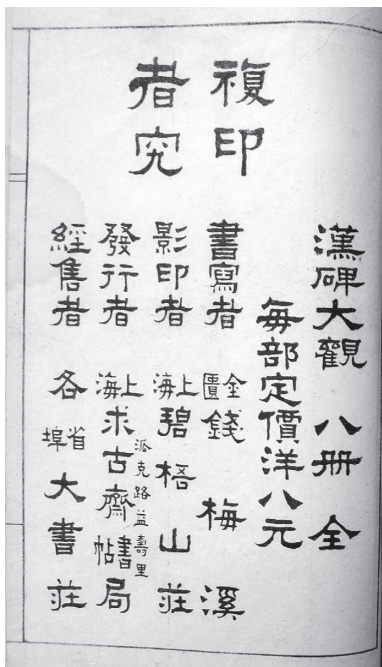 複印
者究
漢碑大觀 八冊 全
每部定價洋八元
書寫者 金匱錢梅溪
影印者 上海碧梧山莊
派克路益壽里
發行者 上海求古齋書帖局
經售者 各省埠大書莊